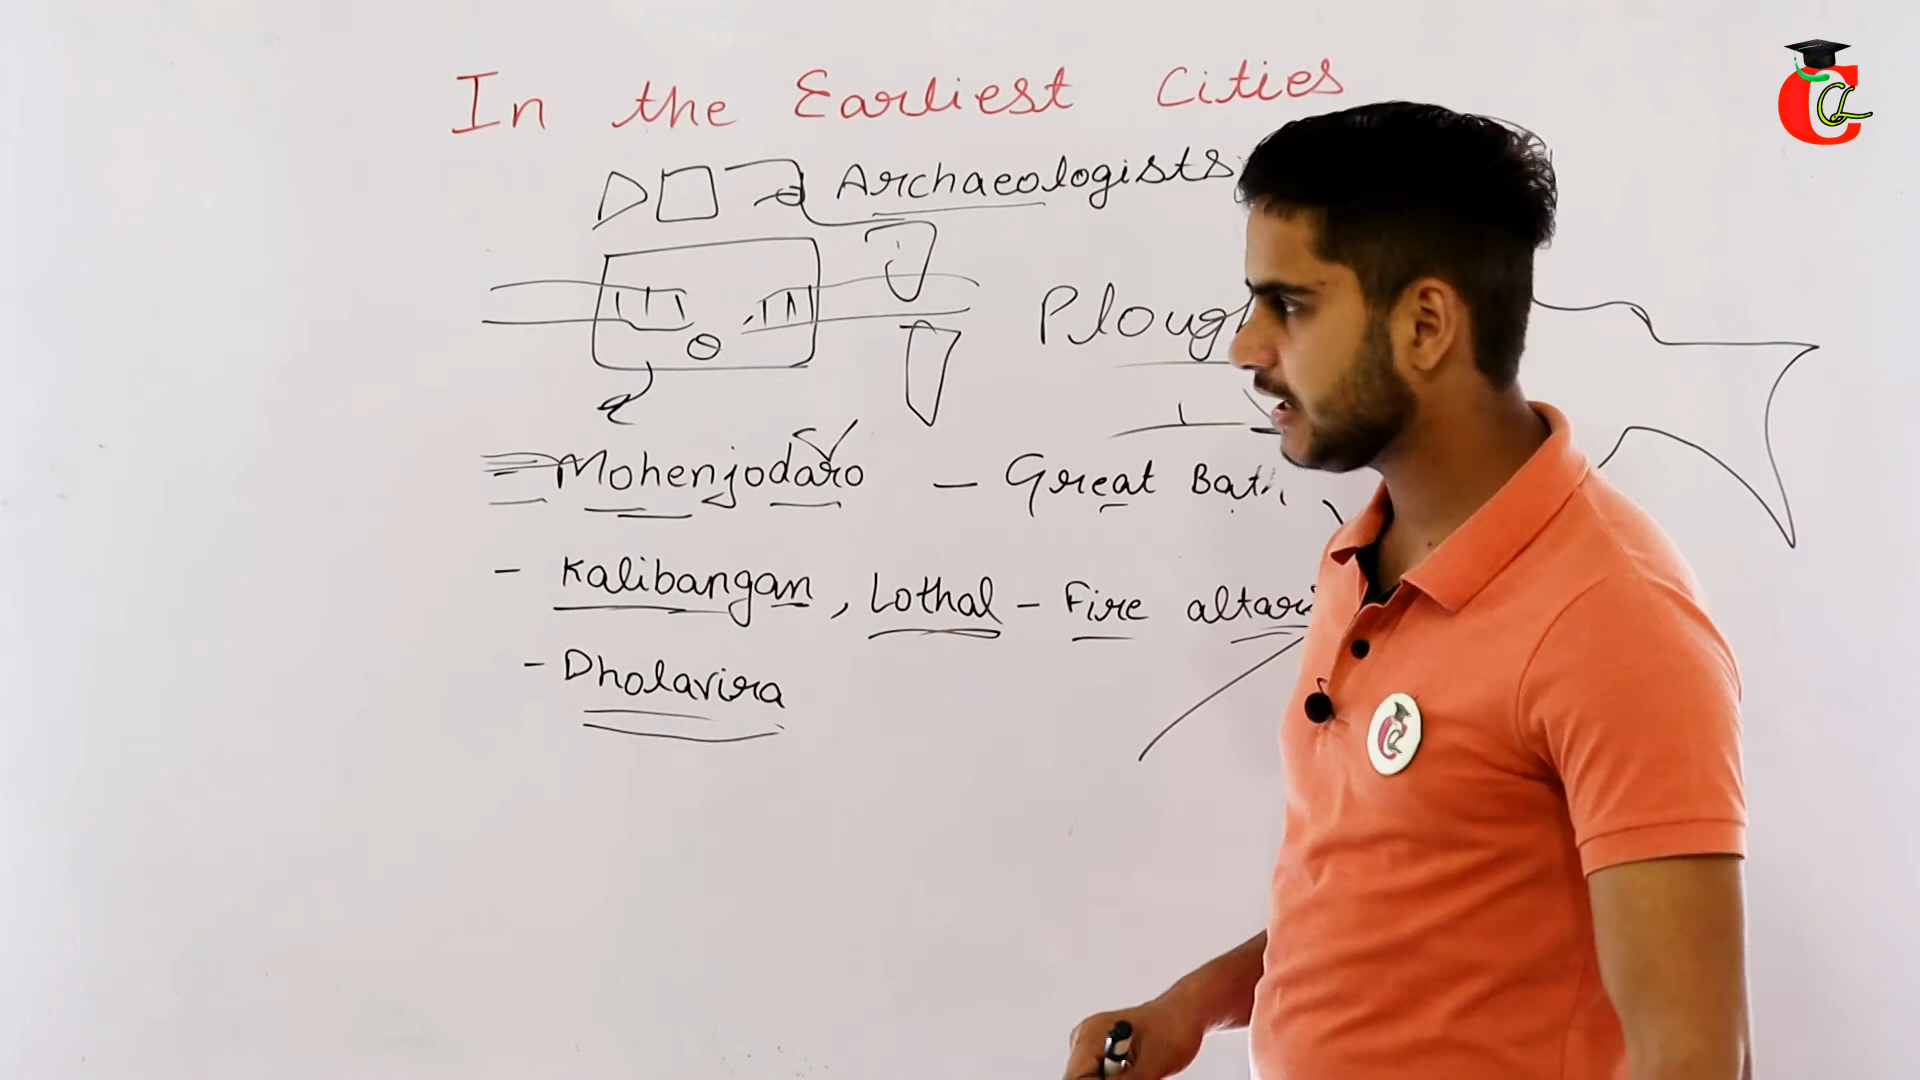 In the Earliest Cities
Archaeologists
Plough
Mohenjodaro - Great Bath
- Kalibangan, Lothal - Fire altar
- Dholavira